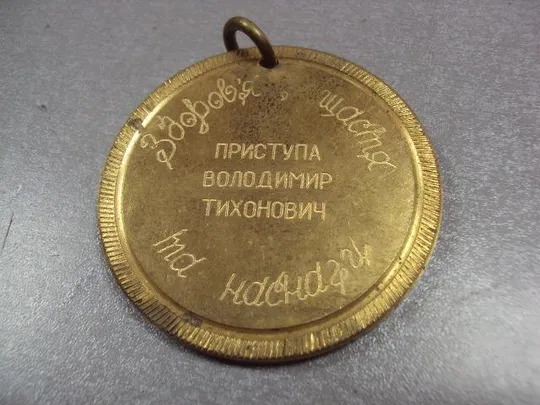 Здоров'я, щастя
ПРИСТУПА
ВОЛОДИМИР
ТИХОНОВИЧ
та наснаги